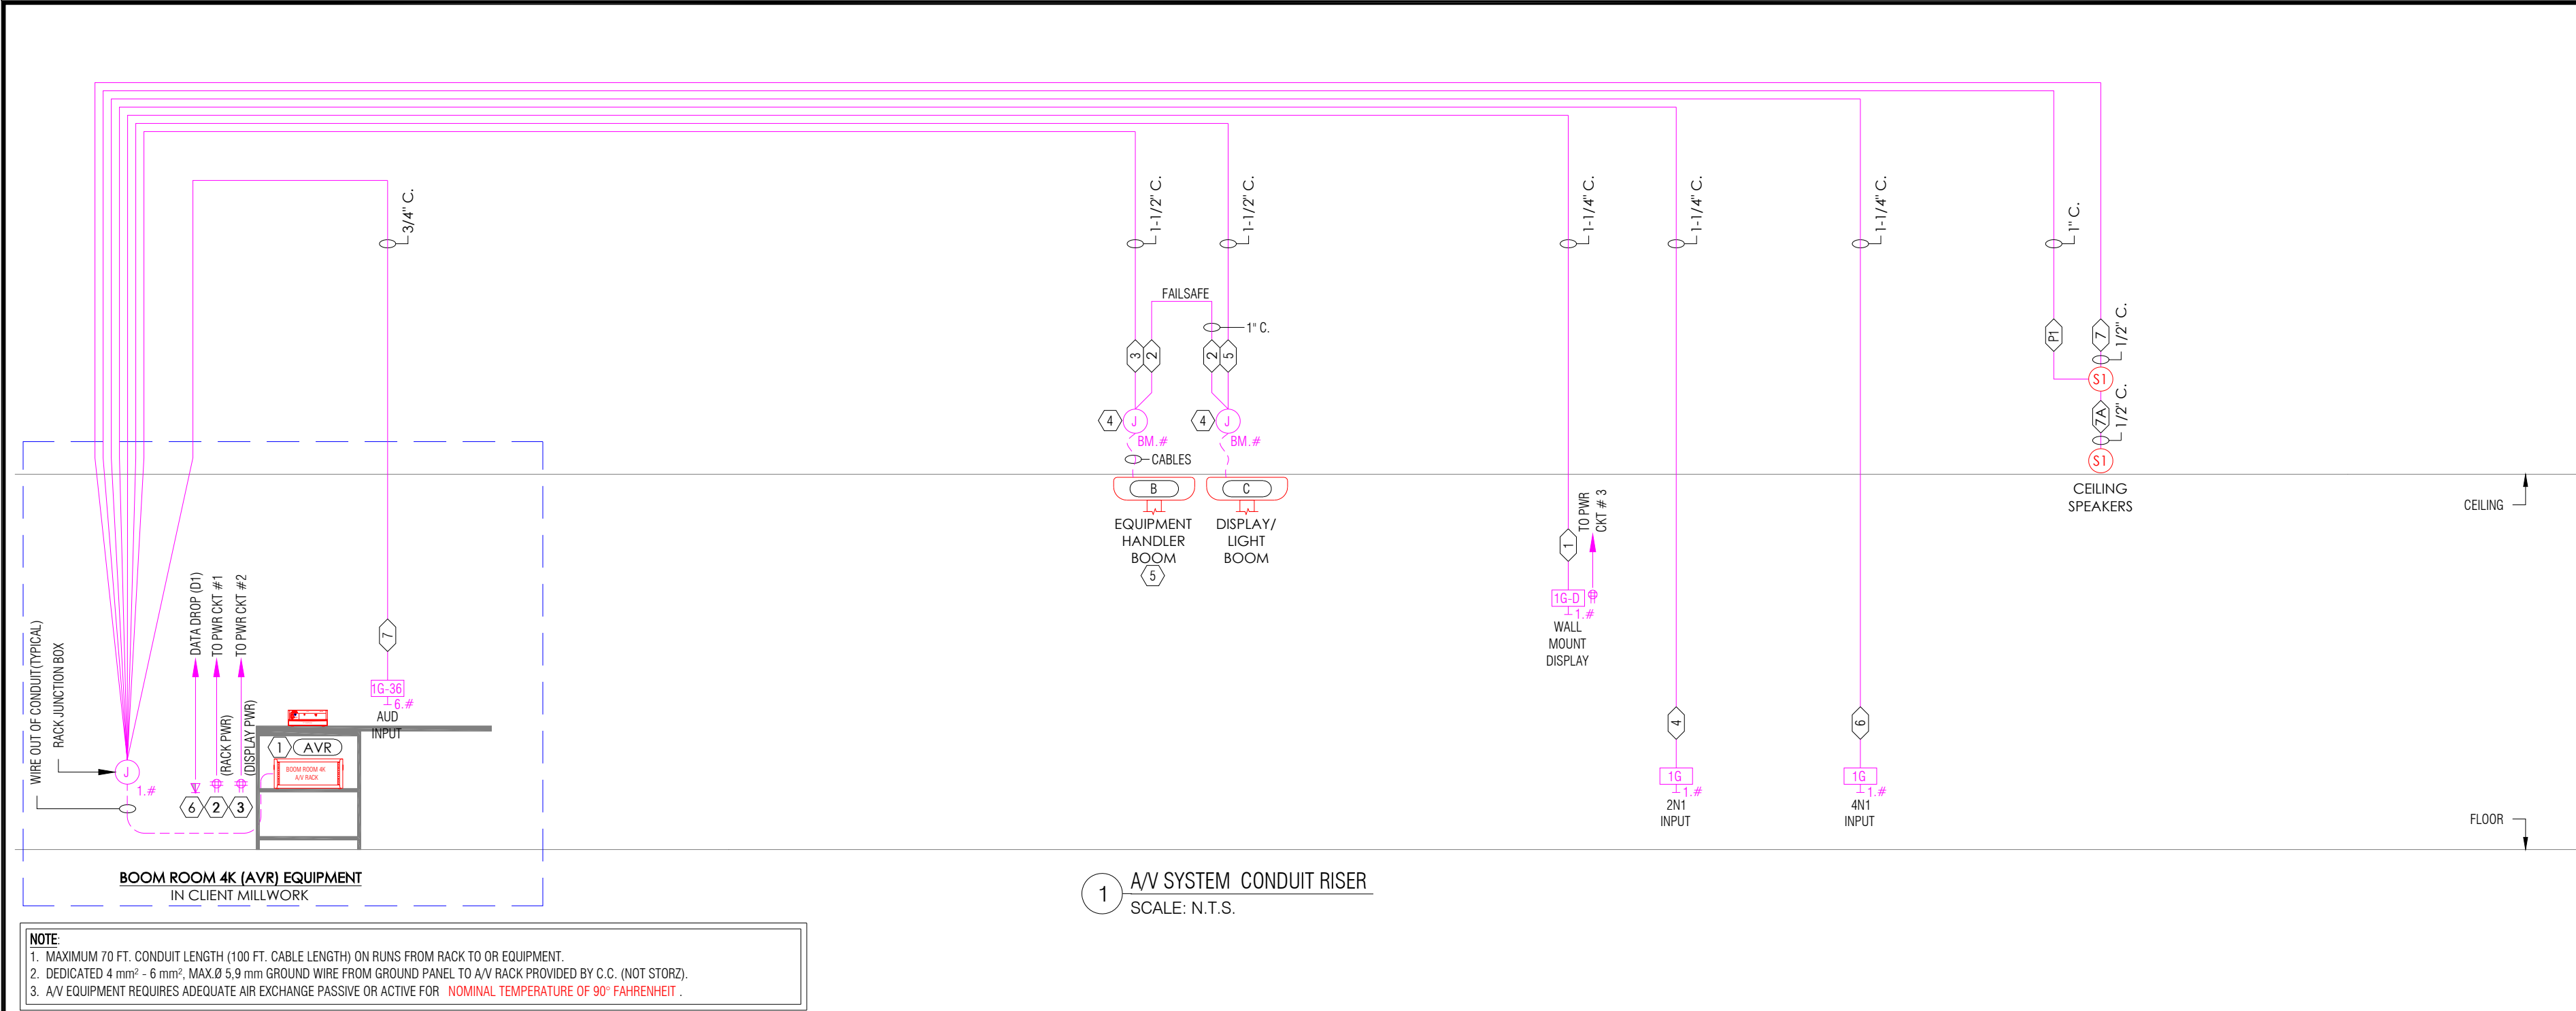 3/4" C.
1-1/2" C.
1-1/2" C.
1-1/4" C.
1-1/4" C.
1-1/4" C.
1" C.
FAILSAFE
1" C.
3
2
2
5
P1
7
1/2" C.
S1
7A
1/2" C.
S1
4
J
BM.#
4
J
BM.#
CABLES
B
C
EQUIPMENT
HANDLER
BOOM
5
DISPLAY/
LIGHT
BOOM
CEILING
SPEAKERS
CEILING
TO PWR
CKT # 3
1
1G-D
1.#
WALL
MOUNT
DISPLAY
WIRE OUT OF CONDUIT(TYPICAL)
RACK JUNCTION BOX
DATA DROP (D1)
TO PWR CKT #1
TO PWR CKT #2
(RACK PWR)
(DISPLAY PWR)
7
1G-36
6.#
AUD
INPUT
1
AVR
BOOM ROOM 4K
A/V RACK
J
1.#
6
2
3
4
1G
1.#
2N1
INPUT
6
1G
1.#
4N1
INPUT
FLOOR
BOOM ROOM 4K (AVR) EQUIPMENT
IN CLIENT MILLWORK
1
A/V SYSTEM CONDUIT RISER
SCALE: N.T.S.
NOTE:
1. MAXIMUM 70 FT. CONDUIT LENGTH (100 FT. CABLE LENGTH) ON RUNS FROM RACK TO OR EQUIPMENT.
2. DEDICATED 4 mm² - 6 mm², MAX.Ø 5,9 mm GROUND WIRE FROM GROUND PANEL TO A/V RACK PROVIDED BY C.C. (NOT STORZ).
3. A/V EQUIPMENT REQUIRES ADEQUATE AIR EXCHANGE PASSIVE OR ACTIVE FOR NOMINAL TEMPERATURE OF 90° FAHRENHEIT .